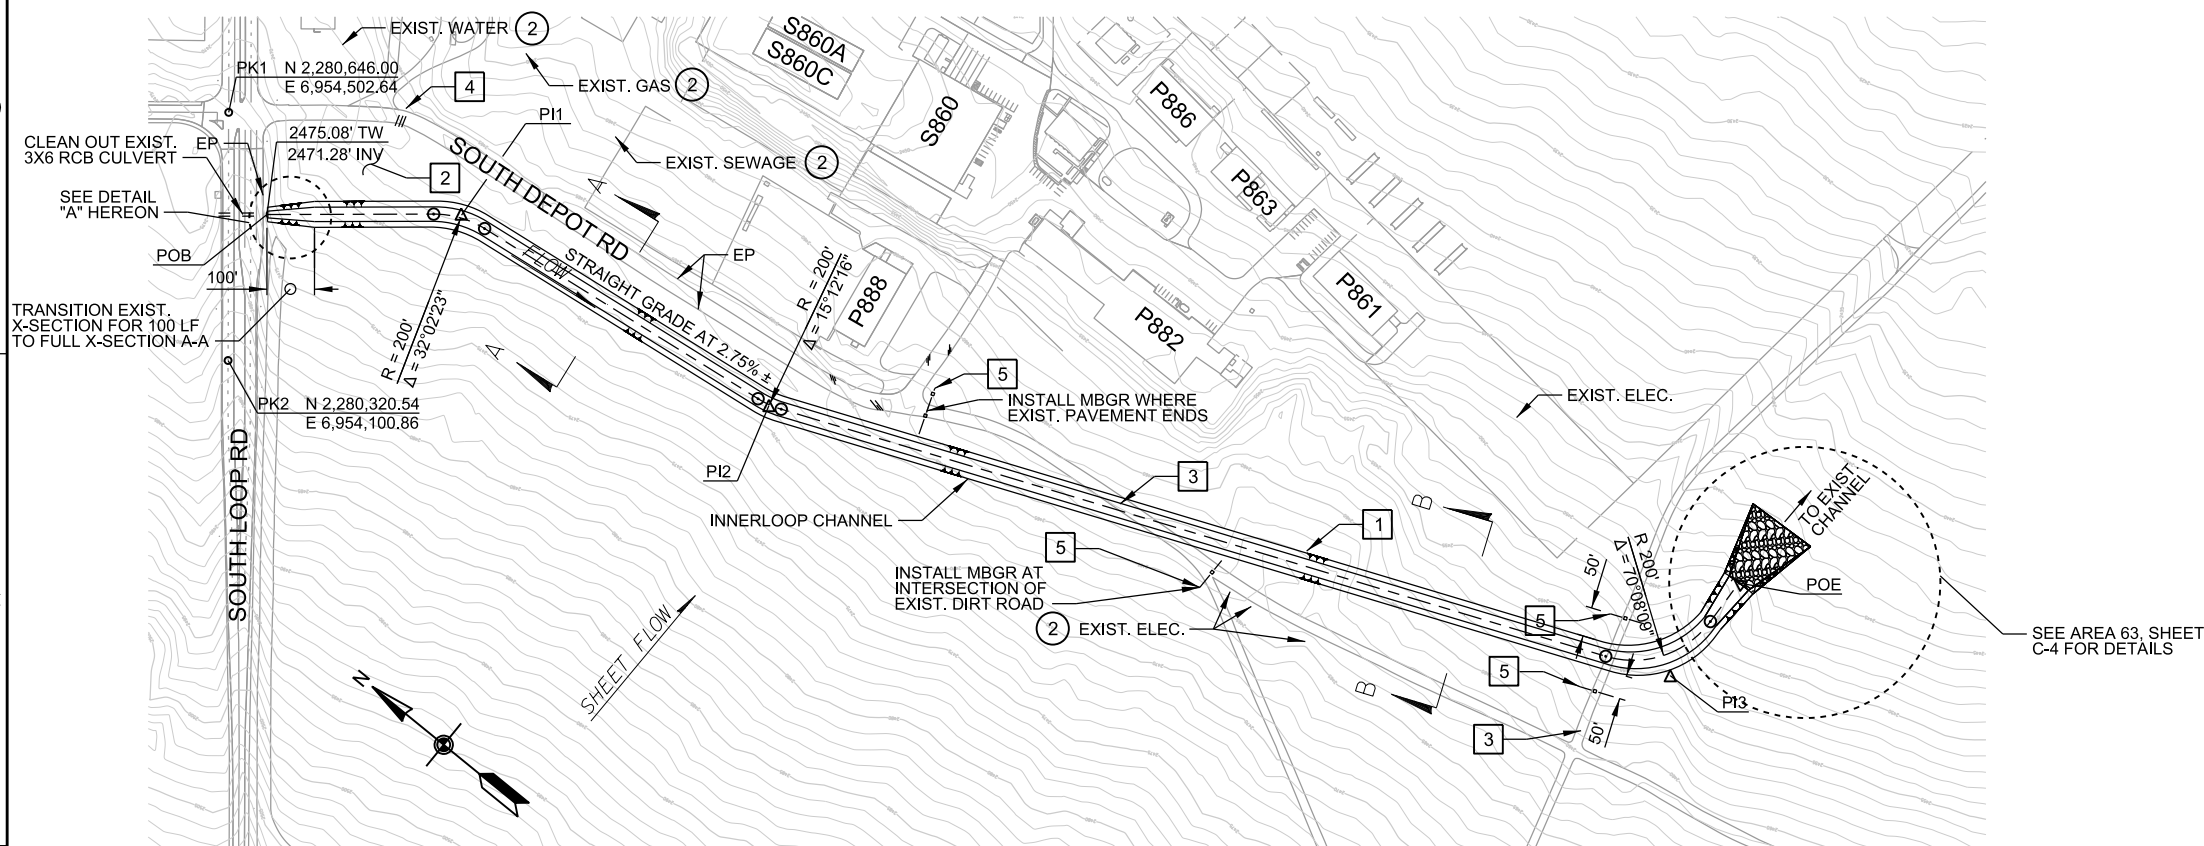 EXIST. WATER 2
PK1 N 2,280,646.00
E 6,954,502.64
EXIST. GAS 2
4
PI1
S860A
S860C
S860
P886
P863
CLEAN OUT EXIST.
3X6 RCB CULVERT
EP
2475.08' TW
2471.28' INV
2
EXIST. SEWAGE 2
SEE DETAIL
"A" HEREON
SOUTH DEPOT RD
A
POB
100'
FLOW
STRAIGHT GRADE AT 2.75% ±
EP
R = 200'
Δ = 15°12'16"
P888
P882
P861
TRANSITION EXIST.
X-SECTION FOR 100 LF
TO FULL X-SECTION A-A
R = 200'
Δ = 32°02'23"
A
5
INSTALL MBGR WHERE
EXIST. PAVEMENT ENDS
EXIST. ELEC.
PK2 N 2,280,320.54
E 6,954,100.86
SOUTH LOOP RD
PI2
3
INNERLOOP CHANNEL
1
B
TO EXIST.
CHANNEL
5
INSTALL MBGR AT
INTERSECTION OF
EXIST. DIRT ROAD
2 EXIST. ELEC.
50'
R 200'
Δ = 70°08'09"
POE
5
SEE AREA 63, SHEET
C-4 FOR DETAILS
SHEET FLOW
N
B
5
PI3
3
50'